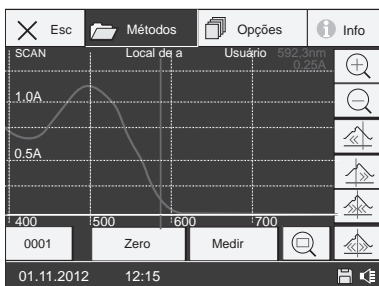 Esc Métodos Opções Info
SCAN Local de a Usuário 592,3nm
0.25A
1.0A
0.5A
400 500 600 700
0001 Zero Medir
01.11.2012 12:15